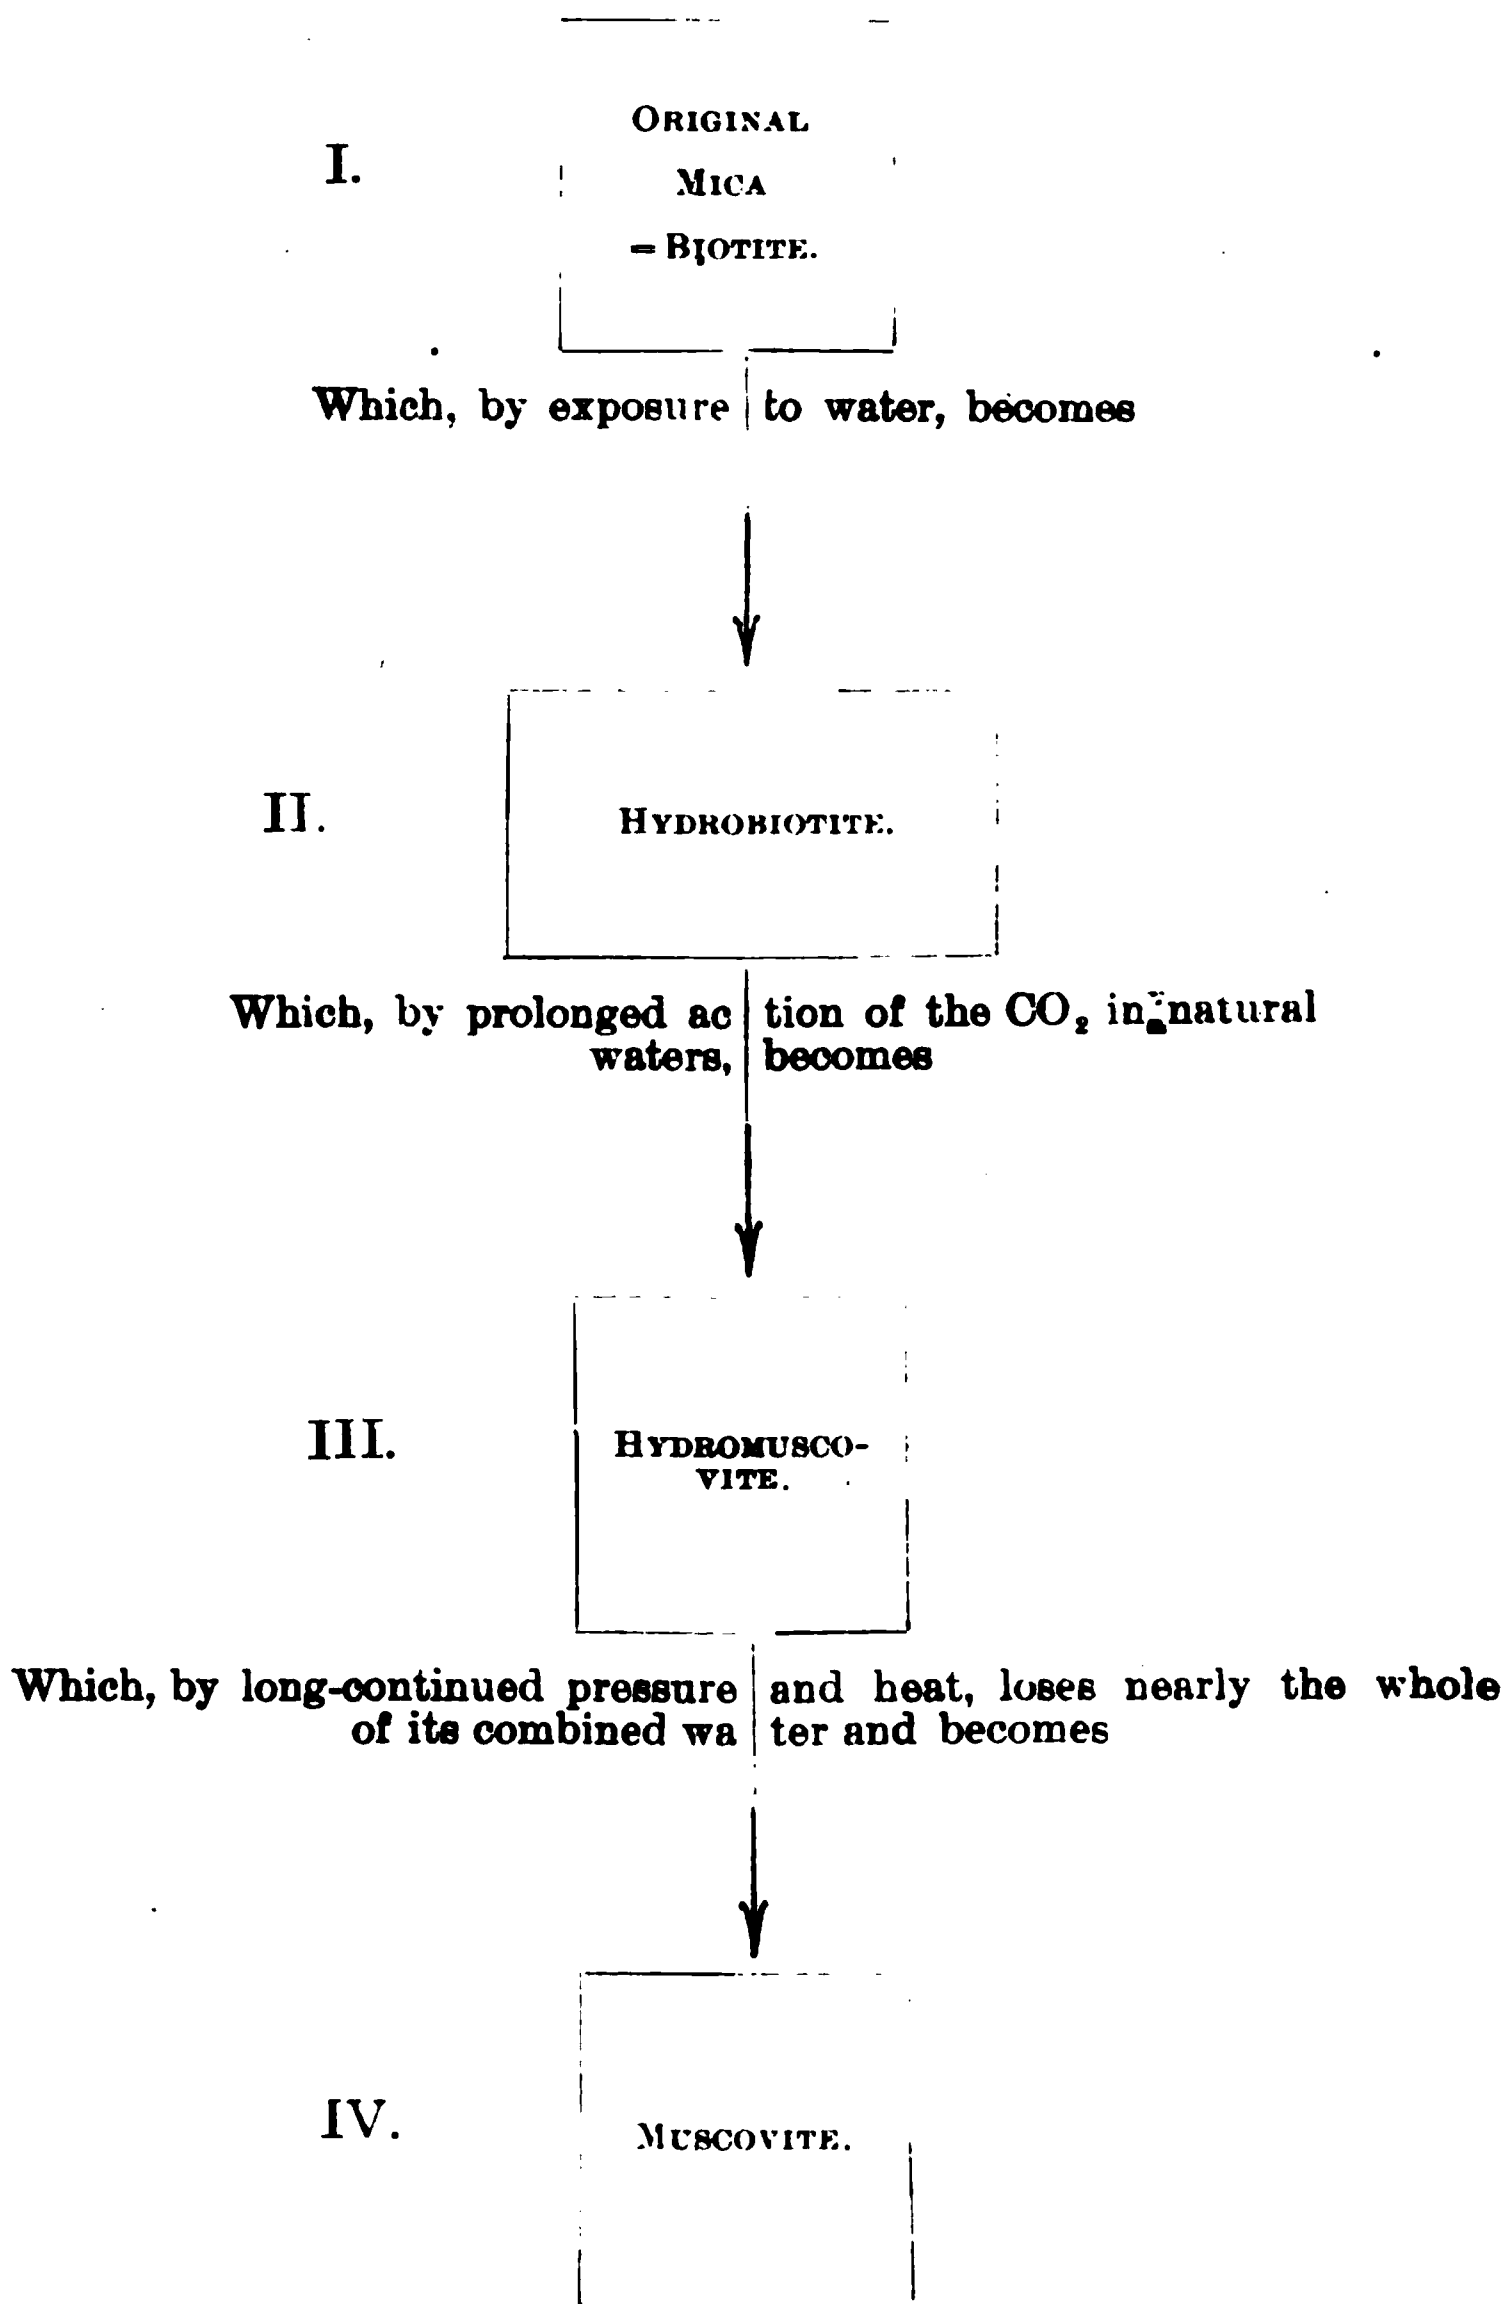 ORIGINAL
I.
MICA
= BIOTITE.
Which, by exposure to water, becomes
II.
HYDROBIOTITE.
Which, by prolonged action of the CO₂ in natural
waters, becomes
III.
HYDROMUSCO-
VITE.
Which, by long-continued pressure and heat, loses nearly the whole
of its combined water and becomes
IV.
MUSCOVITE.